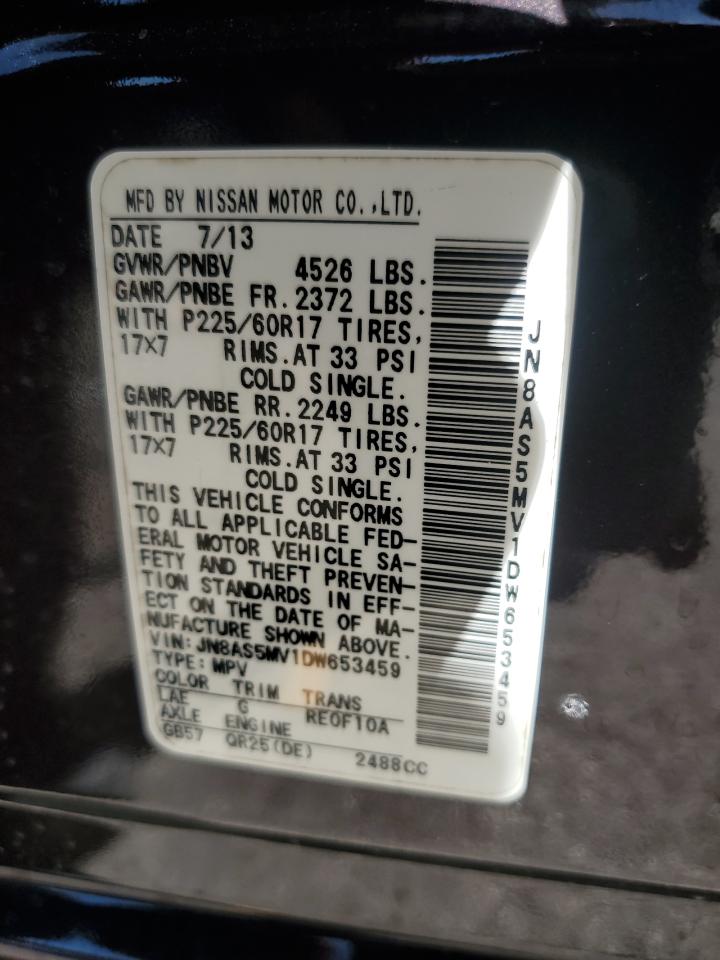 MFD BY NISSAN MOTOR CO.,LTD.
DATE 7/13
GVWR/PNBV 4526 LBS.
GAWR/PNBE FR. 2372 LBS.
WITH P225/60R17 TIRES,
17X7 RIMS.AT 33 PSI
COLD SINGLE.
GAWR/PNBE RR. 2249 LBS.
WITH P225/60R17 TIRES,
17X7 RIMS.AT 33 PSI
COLD SINGLE.
THIS VEHICLE CONFORMS
TO ALL APPLICABLE FED-
ERAL MOTOR VEHICLE SA-
FETY AND THEFT PREVEN-
TION STANDARDS IN EFF-
ECT ON THE DATE OF MA-
NUFACTURE SHOWN ABOVE.
VIN: JN8AS5MV1DW653459
TYPE: MPV
COLOR TRIM TRANS
LAE G RE0F10A
AXLE ENGINE
GB57 QR25(DE) 2488CC
JN8AS5MV1DW653459